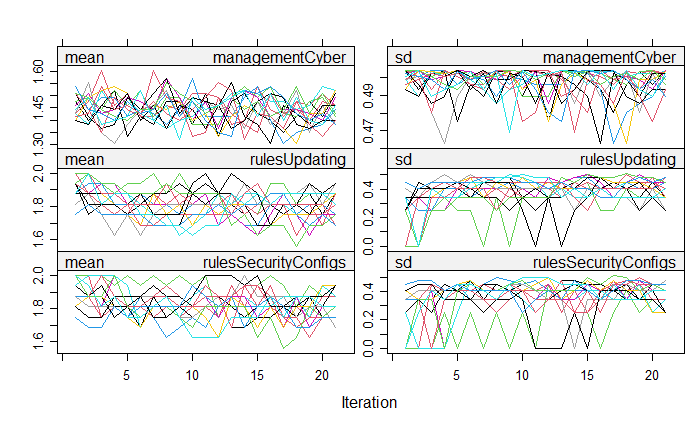 mean managementCyber sd managementCyber
1.30 1.45 1.60 0.47 0.49
mean rulesUpdating sd rulesUpdating
1.6 1.8 2.0 0.0 0.2 0.4
mean rulesSecurityConfigs sd rulesSecurityConfigs
1.6 1.8 2.0 0.0 0.2 0.4
5 10 15 20 5 10 15 20
Iteration